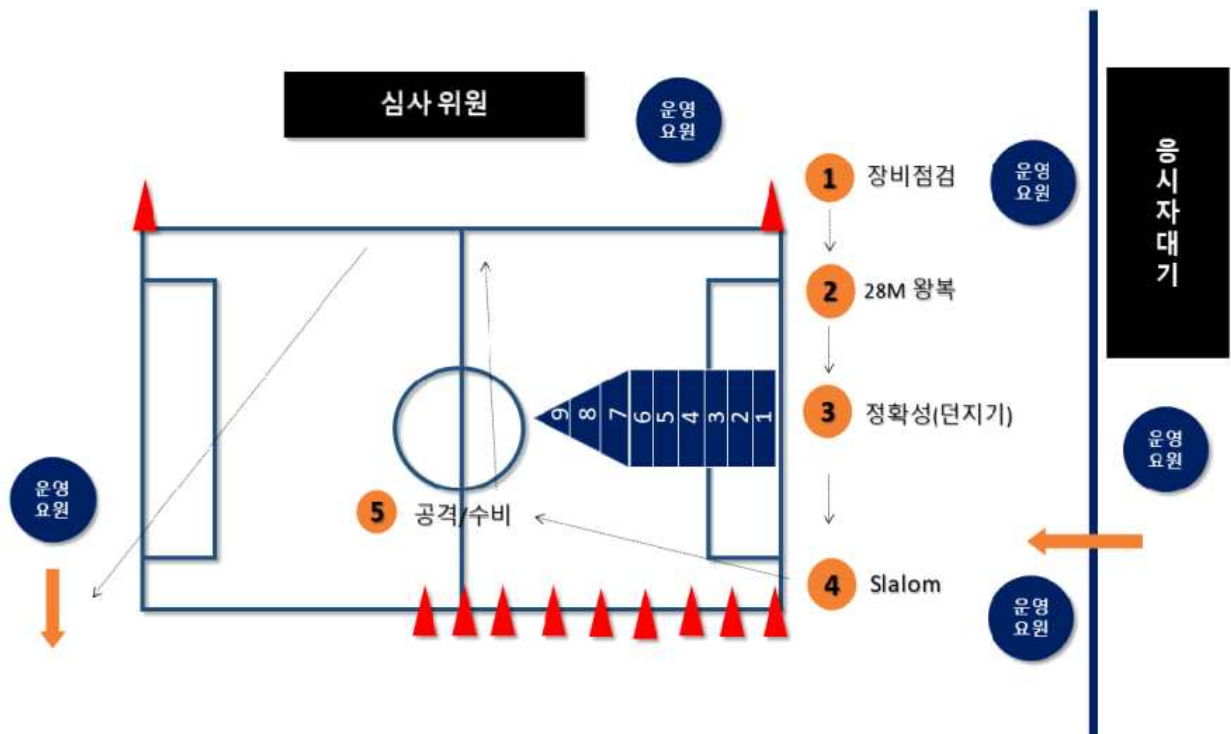 심사 위원
운영
요원
1 장비점검
운영
요원
응시자대기
2 28M 왕복
9 8 7 6 5 4 3 2 1
3 정확성(던지기)
운영
요원
운영
요원
5 공격/수비
4 Slalom
운영
요원